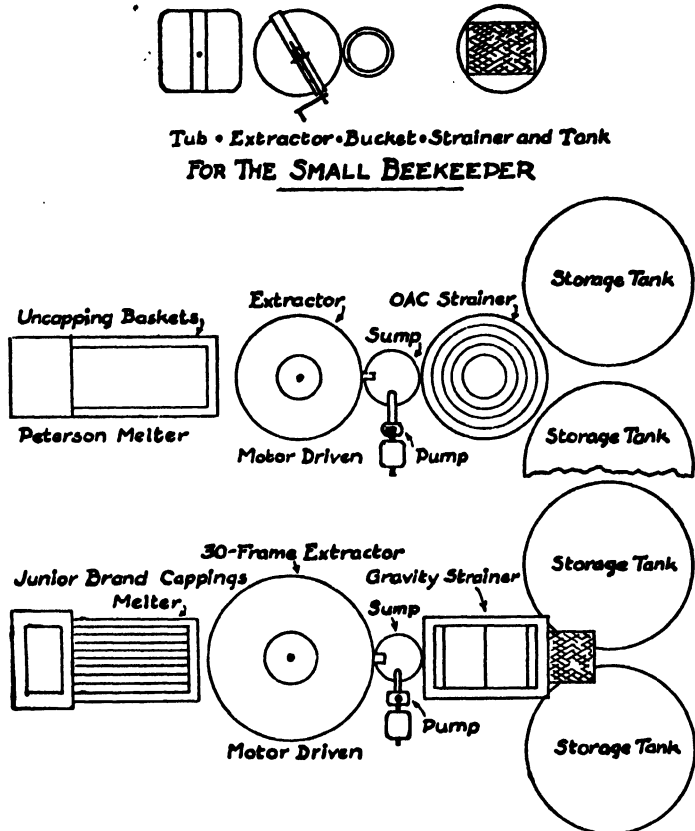 Tub • Extractor • Bucket • Strainer and Tank
FOR THE SMALL BEEKEEPER
Storage Tank
Extractor
OAC Strainer
Uncapping Baskets
Sump
Peterson Melter
Motor Driven
Pump
Storage Tank
30-Frame Extractor
Storage Tank
Junior Brand Cappings
Melter
Gravity Strainer
Sump
Pump
Motor Driven
Storage Tank